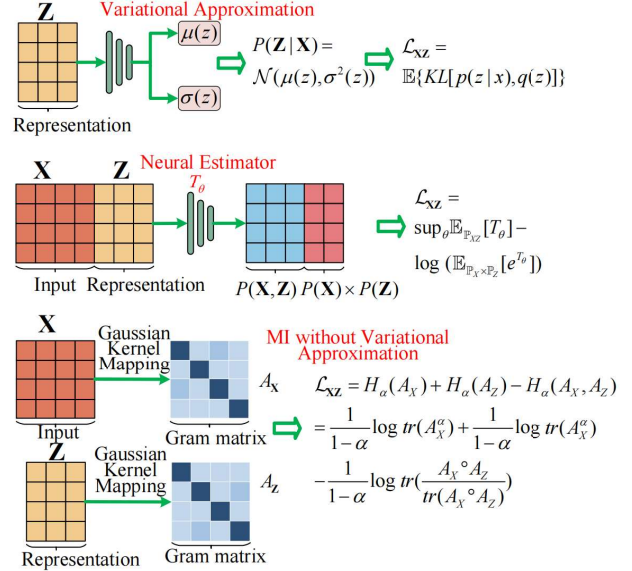 Variational Approximation
Z
μ(z)
σ(z)
P(Z | X) =
N(μ(z), σ²(z))
L_XZ =
𝔼{KL[p(z | x), q(z)]}
Representation
Neural Estimator
X Z
T_θ
L_XZ =
sup_θ 𝔼_{ℙ_XZ}[T_θ] −
log (𝔼_{ℙ_X×ℙ_Z}[e^{T_θ}])
Input Representation
P(X, Z) P(X) × P(Z)
X
Gaussian
Kernel
Mapping
Input
A_X
Gram matrix
MI without Variational
Approximation
L_XZ = H_α(A_X) + H_α(A_Z) − H_α(A_X, A_Z)
= 1/(1−α) log tr(A_X^α) + 1/(1−α) log tr(A_X^α)
− 1/(1−α) log tr( A_X ∘ A_Z / tr(A_X ∘ A_Z) )
Z
Gaussian
Kernel
Mapping
A_Z
Representation
Gram matrix